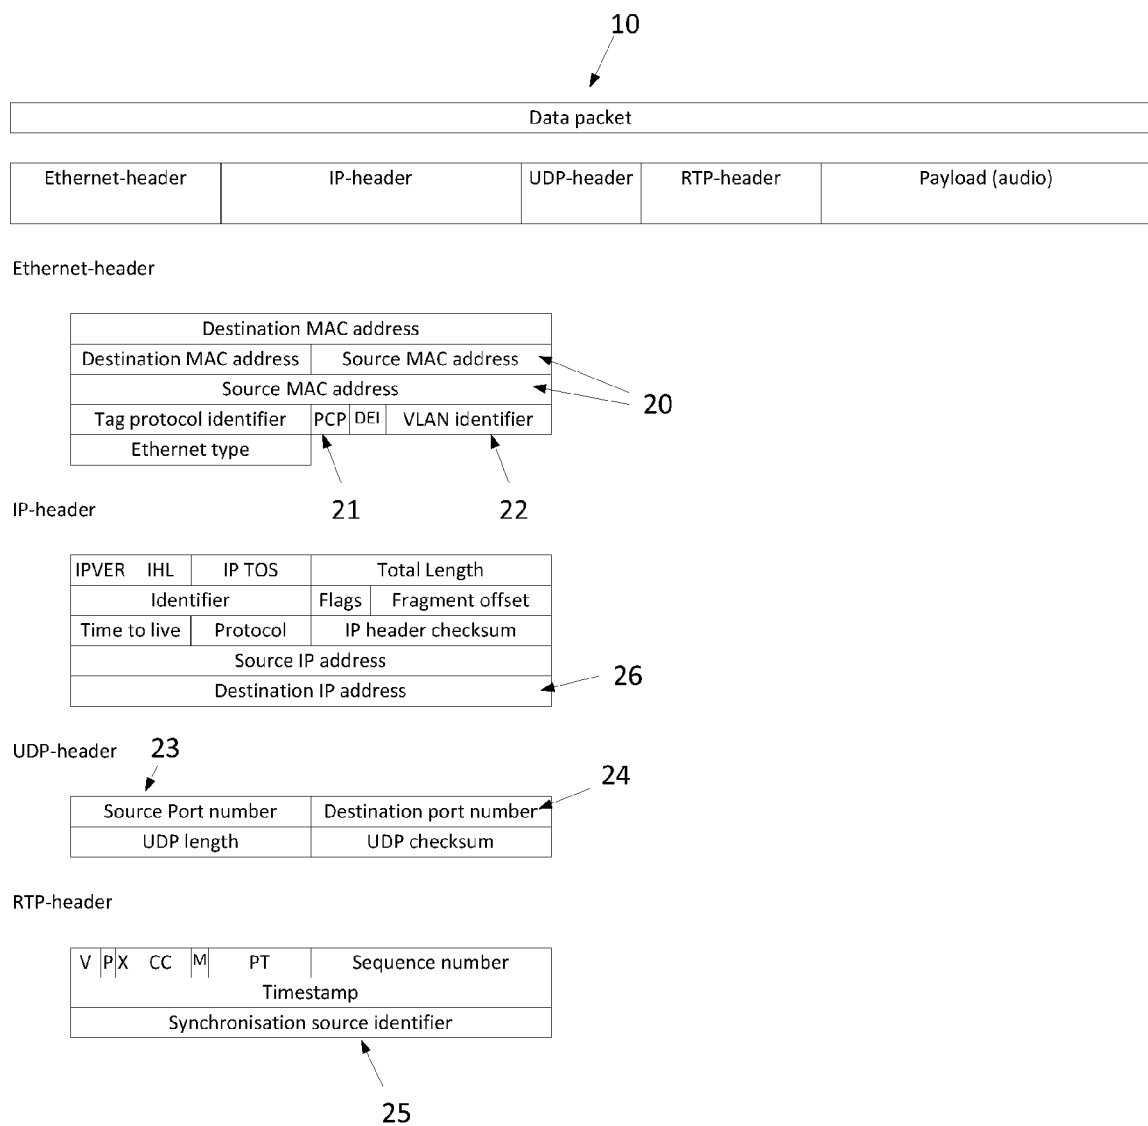 10
Data packet
Ethernet-header IP-header UDP-header RTP-header Payload (audio)
Ethernet-header
Destination MAC address
Destination MAC address Source MAC address
Source MAC address
20
Tag protocol identifier PCP DEI VLAN identifier
Ethernet type
21 22
IP-header
IPVER IHL IP TOS Total Length
Identifier Flags Fragment offset
Time to live Protocol IP header checksum
Source IP address
26
Destination IP address
UDP-header 23
24
Source Port number Destination port number
UDP length UDP checksum
RTP-header
V P X CC M PT Sequence number
Timestamp
Synchronisation source identifier
25